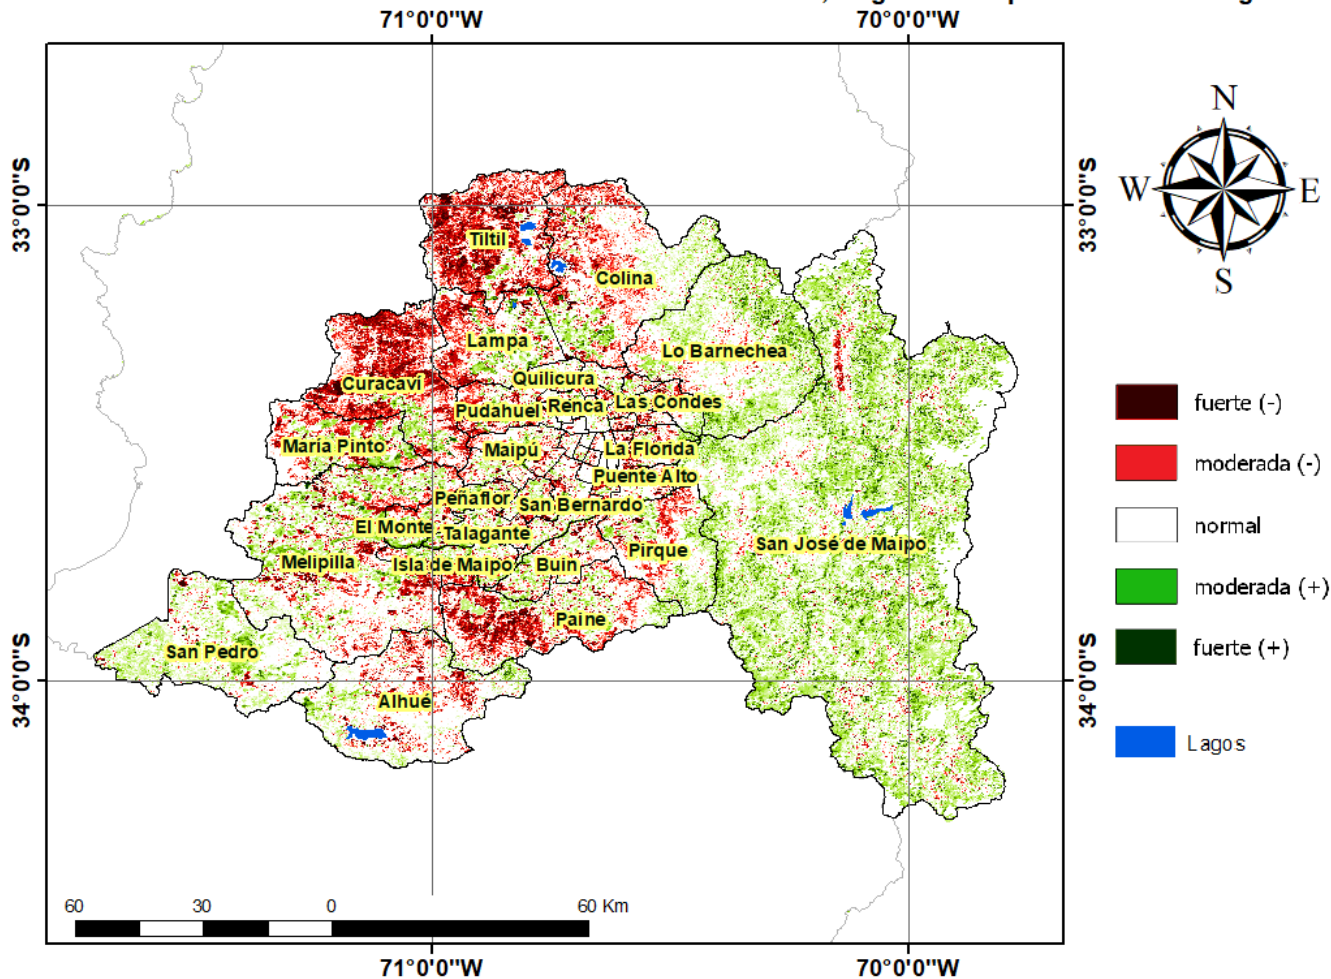 71°0'0"W 70°0'0"W
N
W E
S
33°0'0"S 33°0'0"S
Tiltil
Colina
Lampa
Lo Barnechea
Quilicura
Curacaví
Pudahuel Renca Las Condes
María Pinto Maipú La Florida
Puente Alto
Peñaflor San Bernardo
El Monte Talagante
San José de Maipo
Pirque
Melipilla Isla de Maipo Buin
Paine
San Pedro
Alhué
34°0'0"S 34°0'0"S
fuerte (-)
moderada (-)
normal
moderada (+)
fuerte (+)
Lagos
60 30 0 60 Km
71°0'0"W 70°0'0"W